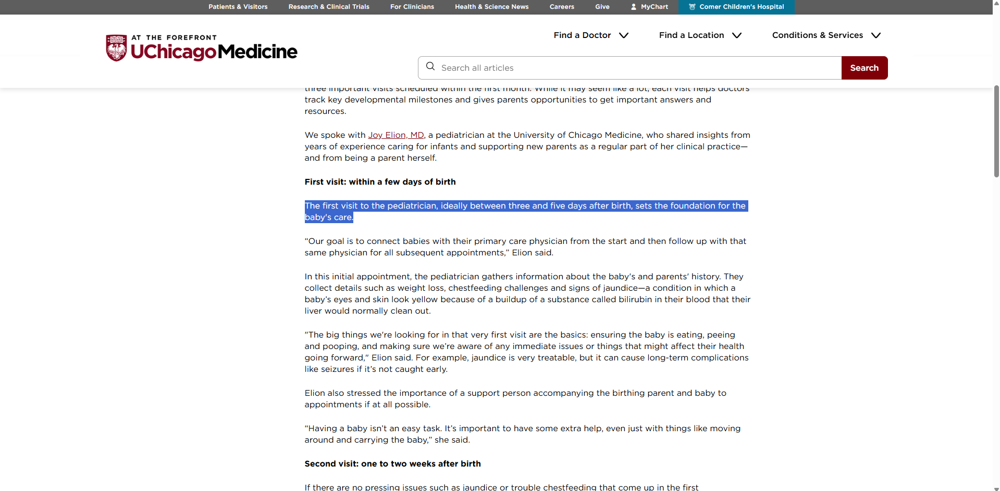 Patients & Visitors
Research & Clinical Trials
For Clinicians
Health & Science News
Careers
Give
MyChart
Comer Children's Hospital
AT THE FOREFRONT
UChicago Medicine
Find a Doctor
Find a Location
Conditions & Services
Search all articles
Search
three important visits scheduled within the first month. While it may seem like a lot, each visit helps doctors
track key developmental milestones and gives parents opportunities to get important answers and
resources.
We spoke with Joy Elion, MD, a pediatrician at the University of Chicago Medicine, who shared insights from
years of experience caring for infants and supporting new parents as a regular part of her clinical practice—
and from being a parent herself.
First visit: within a few days of birth
The first visit to the pediatrician, ideally between three and five days after birth, sets the foundation for the
baby's care.
“Our goal is to connect babies with their primary care physician from the start and then follow up with that
same physician for all subsequent appointments,” Elion said.
In this initial appointment, the pediatrician gathers information about the baby's and parents' history. They
collect details such as weight loss, chestfeeding challenges and signs of jaundice—a condition in which a
baby’s eyes and skin look yellow because of a buildup of a substance called bilirubin in their blood that their
liver would normally clean out.
"The big things we're looking for in that very first visit are the basics: ensuring the baby is eating, peeing
and pooping, and making sure we’re aware of any immediate issues or things that might affect their health
going forward," Elion said. For example, jaundice is very treatable, but it can cause long-term complications
like seizures if it’s not caught early.
Elion also stressed the importance of a support person accompanying the birthing parent and baby to
appointments if at all possible.
“Having a baby isn’t an easy task. It’s important to have some extra help, even just with things like moving
around and carrying the baby,” she said.
Second visit: one to two weeks after birth
If there are no pressing issues such as jaundice or trouble chestfeeding that come up in the first